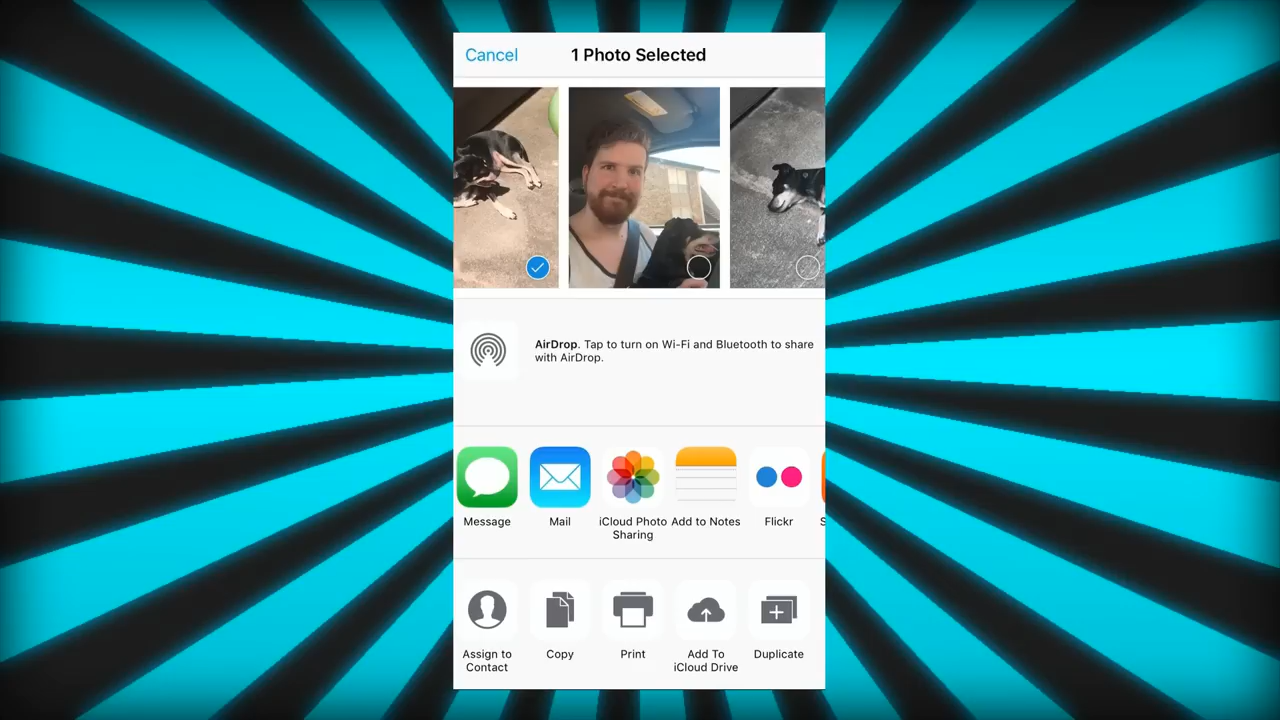 Cancel
1 Photo Selected
AirDrop. Tap to turn on Wi-Fi and Bluetooth to share
with AirDrop.
Message
Mail
iCloud Photo
Sharing
Add to Notes
Flickr
S
Assign to
Contact
Copy
Print
Add To
iCloud Drive
Duplicate